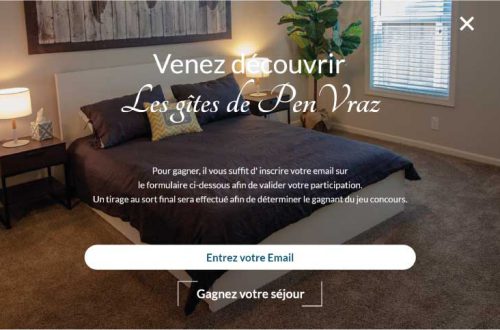 Venez découvrir
Les gîtes de Pen Vraz
Pour gagner, il vous suffit d' inscrire votre email sur
le formulaire ci-dessous afin de valider votre participation.
Un tirage au sort final sera effectué afin de déterminer le gagnant du jeu concours.
Entrez votre Email
Gagnez votre séjour